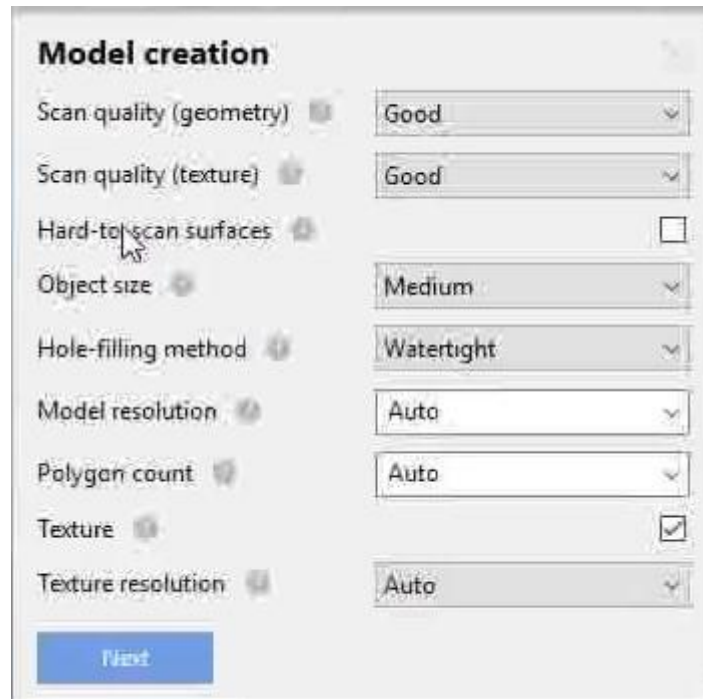 Model creation
Scan quality (geometry) Good
Scan quality (texture) Good
Hard-to-scan surfaces
Object size Medium
Hole-filling method Watertight
Model resolution Auto
Polygon count Auto
Texture
Texture resolution Auto
Next